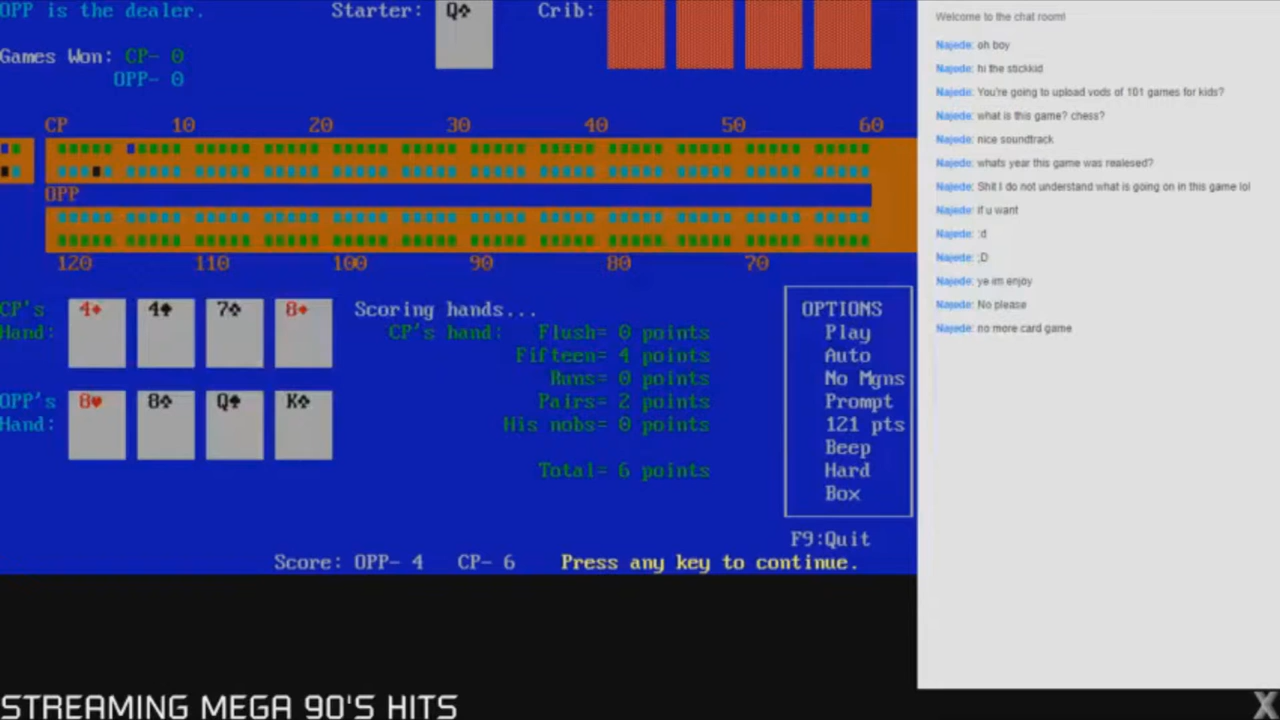 OPP is the dealer.
Starter: Q♣
Crib:
Games Won: CP- 0
OPP- 0
CP 10 20 30 40 50 60
OPP
120 110 100 90 80 70
CP's Hand: 4♦ 4♣ 7♣ 8♦
OPP's Hand: 8♥ 8♣ Q♠ K♣
Scoring hands...
CP's hand: Flush= 0 points
Fifteen= 4 points
Runs= 0 points
Pairs= 2 points
His nobs= 0 points
Total= 6 points
OPTIONS
Play
Auto
No Mgns
Prompt
121 pts
Beep
Hard
Box
F9:Quit
Score: OPP- 4 CP- 6 Press any key to continue.
STREAMING MEGA 90'S HITS
Welcome to the chat room!
Najede: oh boy
Najede: hi the stickkid
Najede: You're going to upload vods of 101 games for kids?
Najede: what is this game? chess?
Najede: nice soundtrack
Najede: whats year this game was realesed?
Najede: Shit I do not understand what is going on in this game lol
Najede: if u want
Najede: :d
Najede: ;D
Najede: ye im enjoy
Najede: No please
Najede: no more card game
X